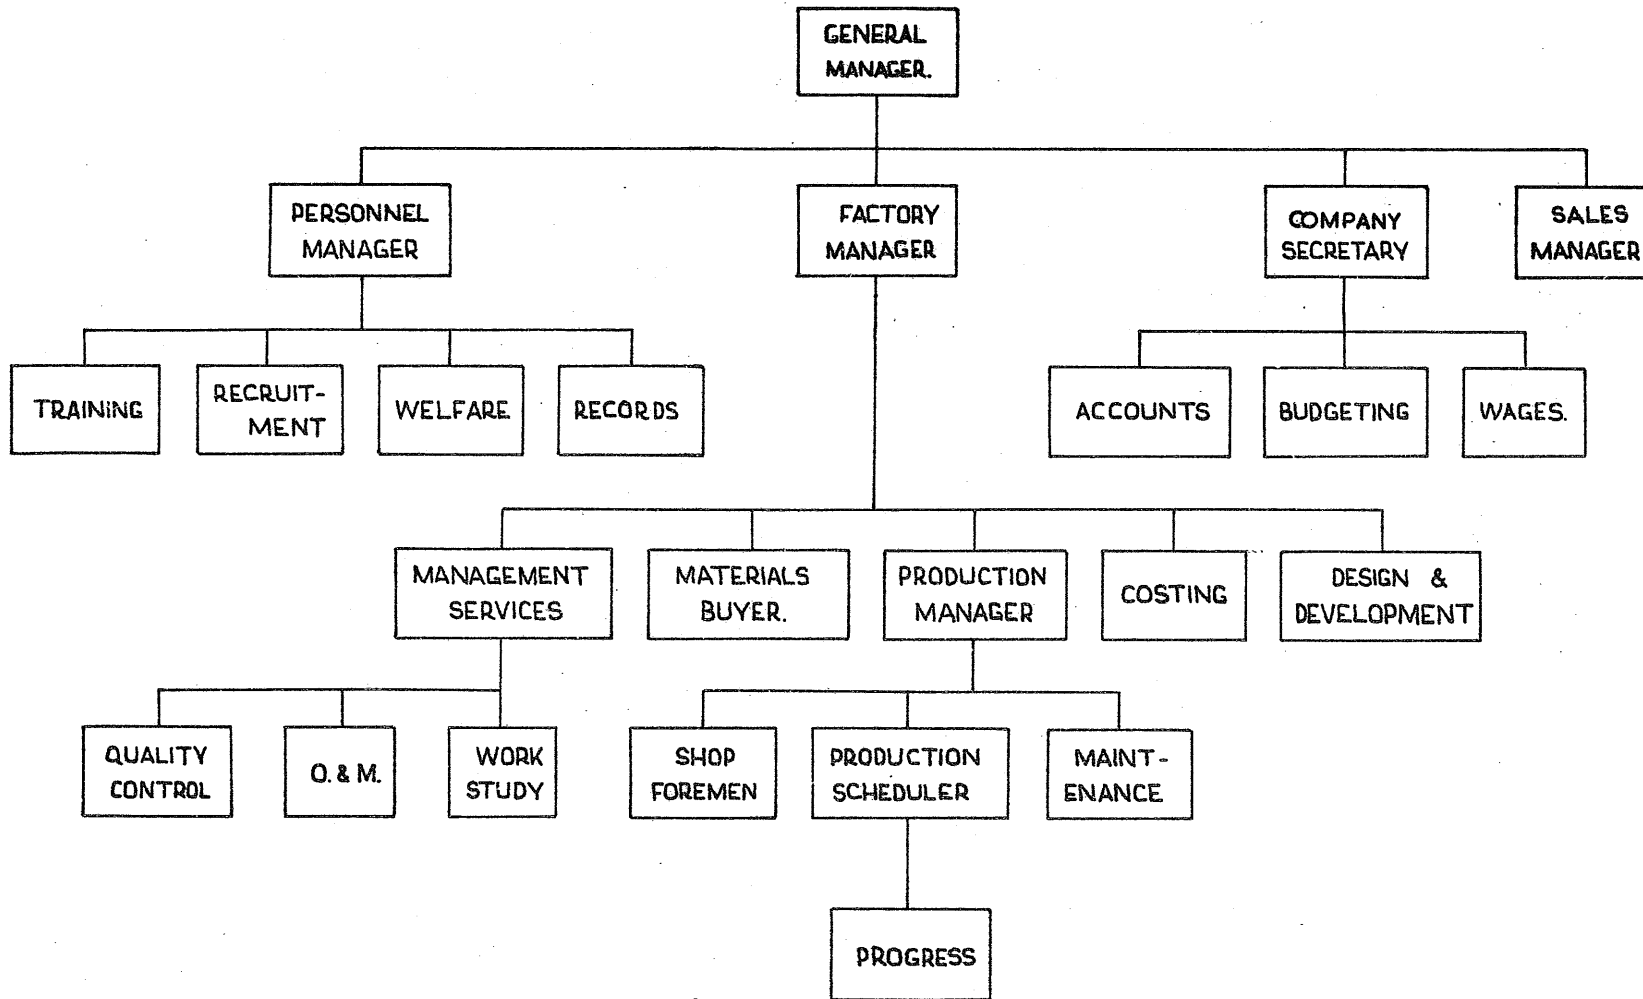 GENERAL
MANAGER.
PERSONNEL
MANAGER
FACTORY
MANAGER
COMPANY
SECRETARY
SALES
MANAGER
TRAINING
RECRUIT-
MENT
WELFARE
RECORDS
ACCOUNTS
BUDGETING
WAGES.
MANAGEMENT
SERVICES
MATERIALS
BUYER.
PRODUCTION
MANAGER
COSTING
DESIGN &
DEVELOPMENT
QUALITY
CONTROL
O. & M.
WORK
STUDY
SHOP
FOREMEN
PRODUCTION
SCHEDULER
MAINT-
ENANCE
PROGRESS